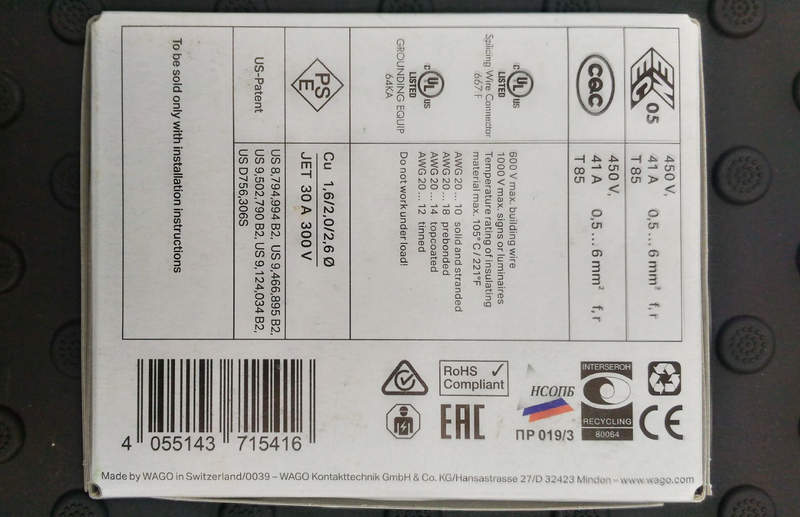 ENEC 05
450 V,
41 A 0,5 ... 6 mm² f, r
T 85
CQC
450 V,
41 A 0,5 ... 6 mm² f, r
T 85
C UL US
LISTED
Splicing Wire Connector
667 F
600 V max. building wire
1000 V max. signs or luminaires
Temperature rating of insulating
material max. 105°C / 221°F
C UL US
LISTED
GROUNDING EQUIP
64KA
AWG 20 ... 10 solid and stranded
AWG 20 ... 18 prebonded
AWG 20 ... 14 topcoated
AWG 20 ... 12 tinned
Do not work under load!
PS
E
Cu 1,6/2,0/2,6 Ø
JET 30 A 300 V
US-Patent
US 8,794,994 B2, US 9,466,895 B2,
US 9,502,790 B2, US 9,124,034 B2,
US D756,306S
To be sold only with installation instructions
RoHS ✓
Compliant
НСОПБ
ПР 019/3
INTERSEROH
RECYCLING
80064
CE
EAC
4 055143 715416
Made by WAGO in Switzerland/0039 – WAGO Kontakttechnik GmbH & Co. KG/Hansastrasse 27/D 32423 Minden – www.wago.com